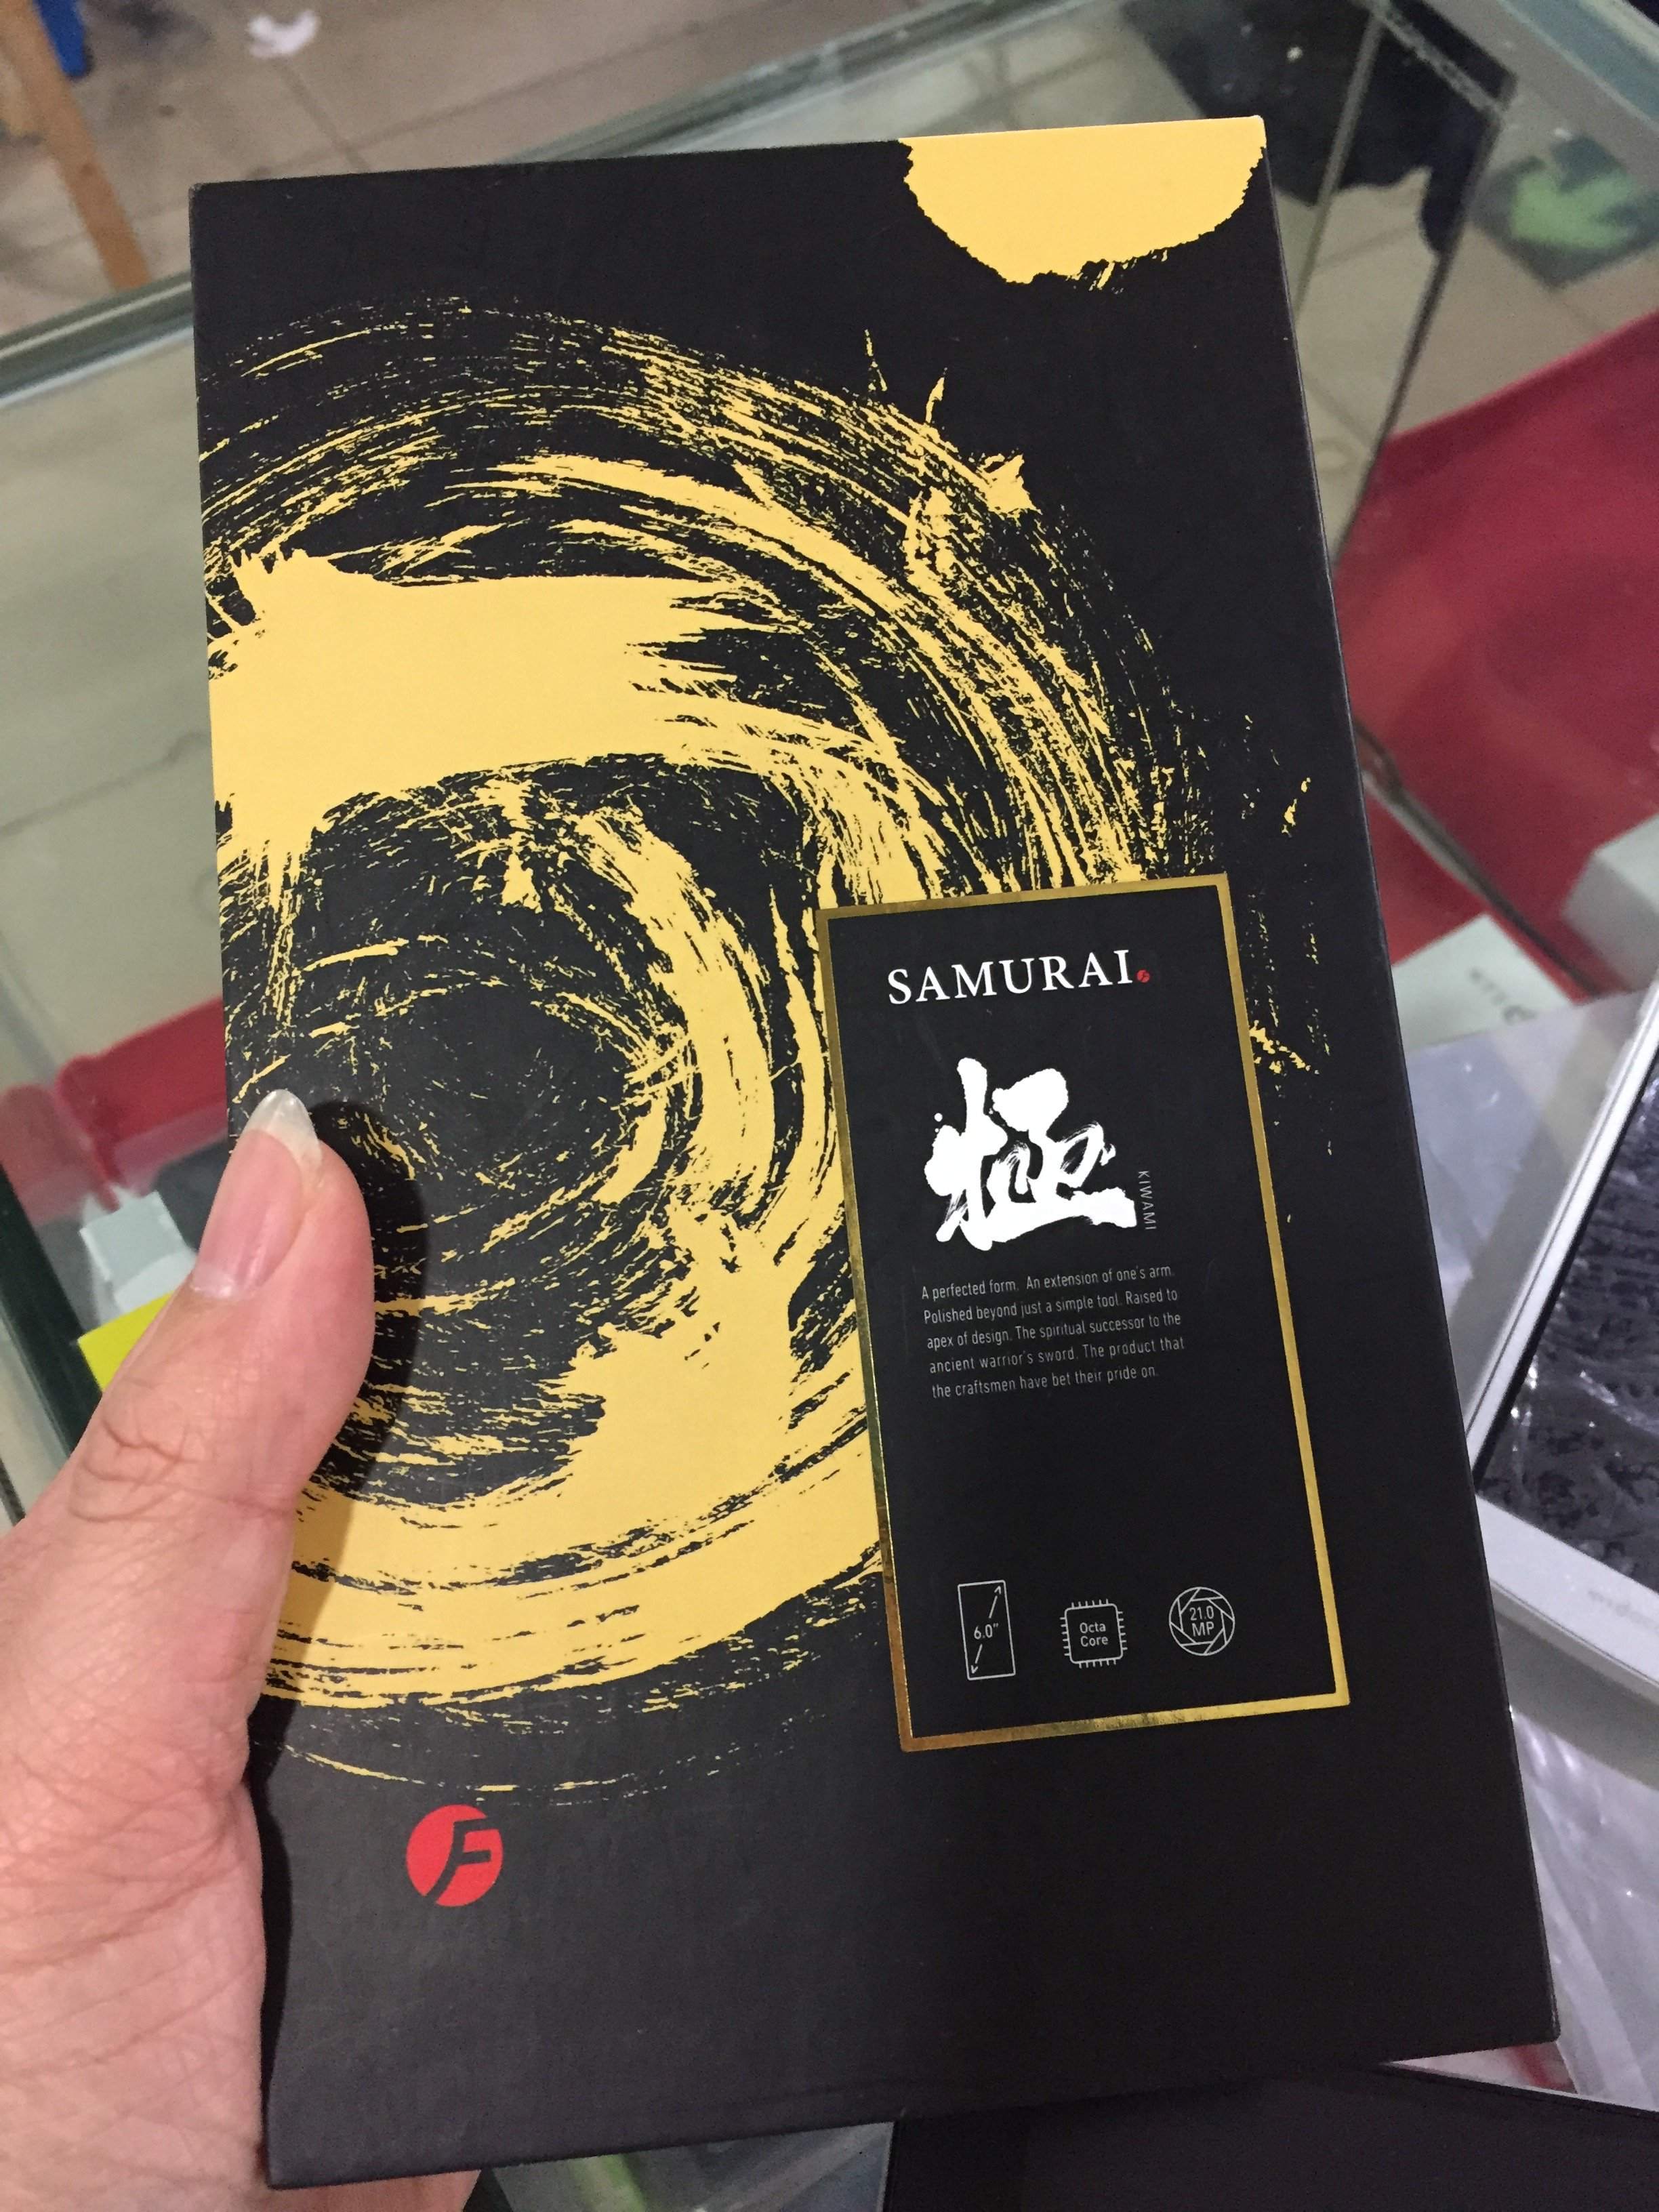 SAMURAI.
極
KIWAMI
A perfected form. An extension of one's arm.
Polished beyond just a simple tool. Raised to
apex of design. The spiritual successor to the
ancient warrior's sword. The product that
the craftsmen have bet their pride on.
6.0"
Octa
Core
21.0
MP
F